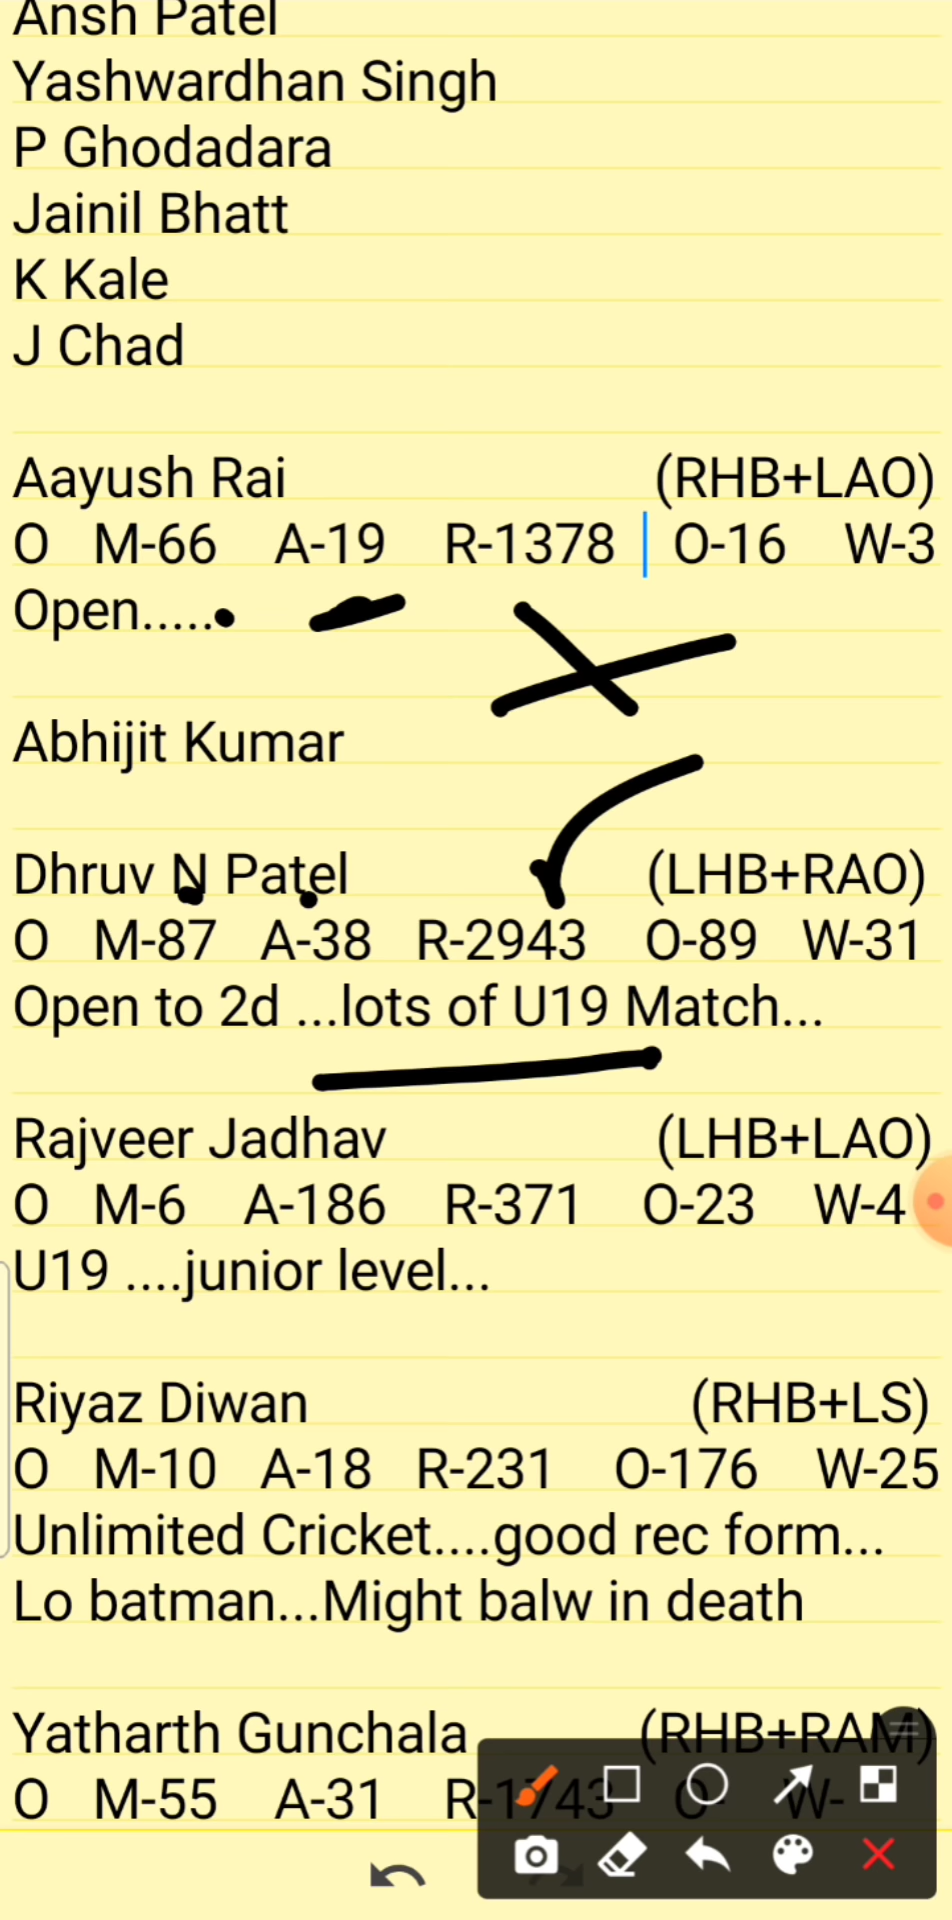 Ansh Patel
Yashwardhan Singh
P Ghodadara
Jainil Bhatt
K Kale
J Chad
Aayush Rai (RHB+LAO)
O M-66 A-19 R-1378 O-16 W-3
Open.....
Abhijit Kumar
Dhruv N Patel (LHB+RAO)
O M-87 A-38 R-2943 O-89 W-31
Open to 2d ...lots of U19 Match...
Rajveer Jadhav (LHB+LAO)
O M-6 A-186 R-371 O-23 W-4
U19 ....junior level...
Riyaz Diwan (RHB+LS)
O M-10 A-18 R-231 O-176 W-25
Unlimited Cricket....good rec form...
Lo batman...Might balw in death
Yatharth Gunchala (RHB+RAM)
O M-55 A-31 R-1743 O- W-